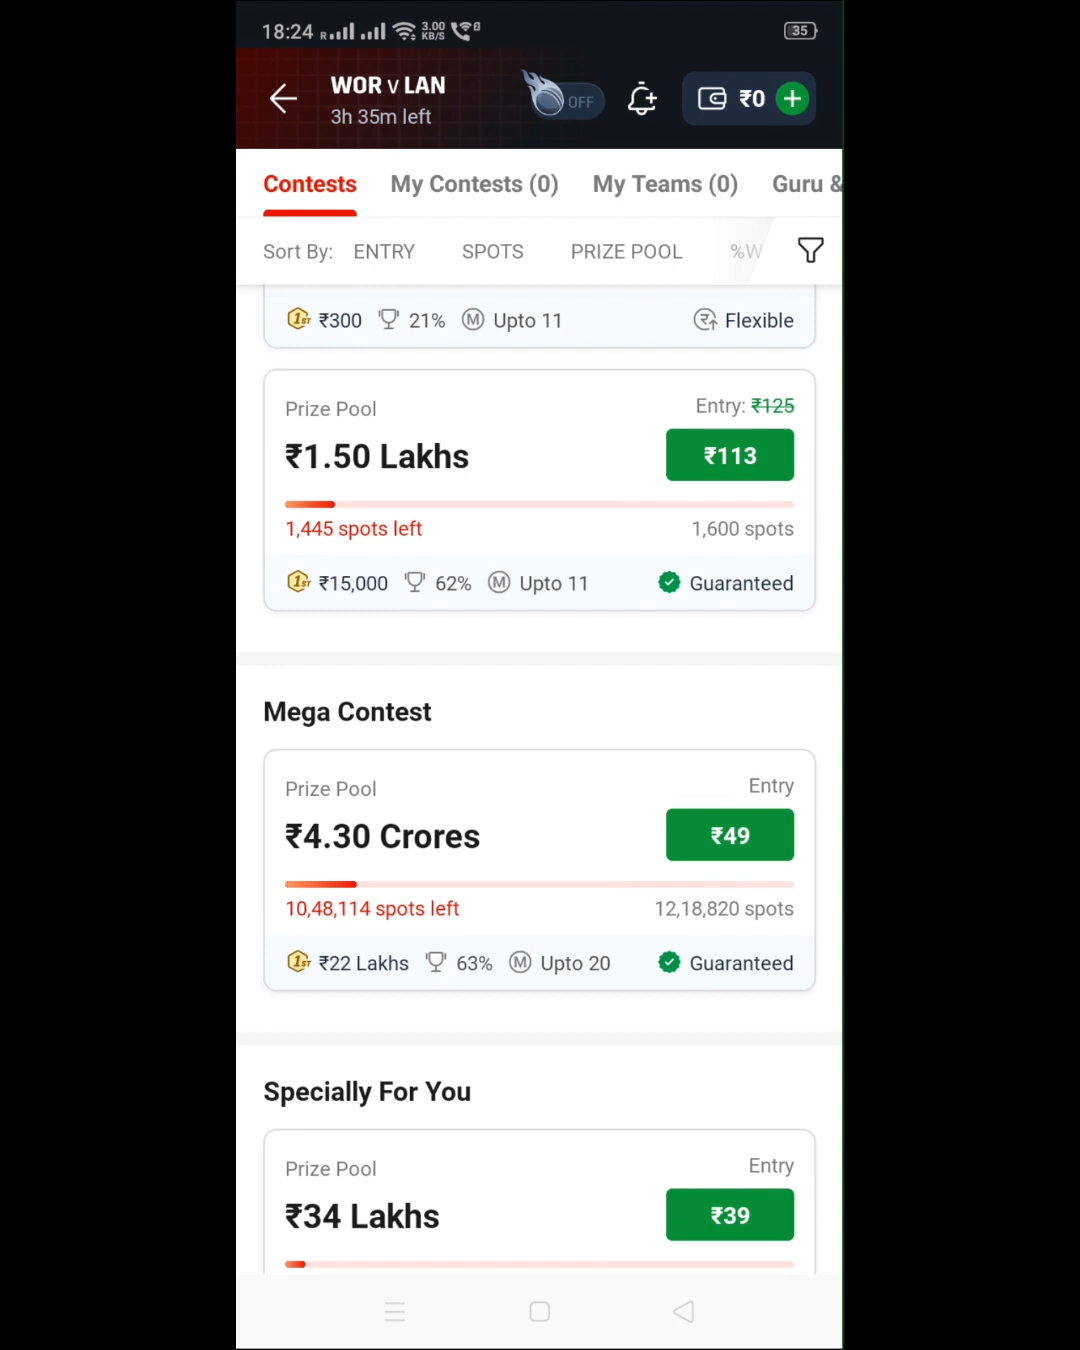 18:24 R 3.00 KB/S 35
WOR v LAN
3h 35m left
OFF
₹0
Contests My Contests (0) My Teams (0) Guru &
Sort By: ENTRY SPOTS PRIZE POOL %W
1ST ₹300 21% M Upto 11 Flexible
Prize Pool Entry: ₹125
₹1.50 Lakhs ₹113
1,445 spots left 1,600 spots
1ST ₹15,000 62% M Upto 11 Guaranteed
Mega Contest
Prize Pool Entry
₹4.30 Crores ₹49
10,48,114 spots left 12,18,820 spots
1ST ₹22 Lakhs 63% M Upto 20 Guaranteed
Specially For You
Prize Pool Entry
₹34 Lakhs ₹39